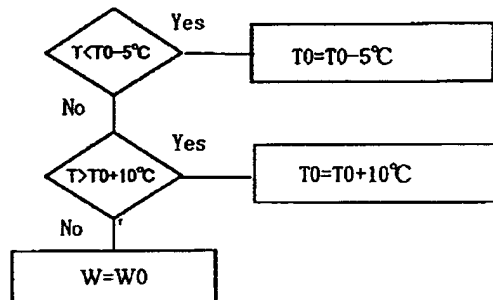 Yes
T<T0-5℃
T0=T0-5℃
No
Yes
T>T0+10℃
T0=T0+10℃
No
W=W0